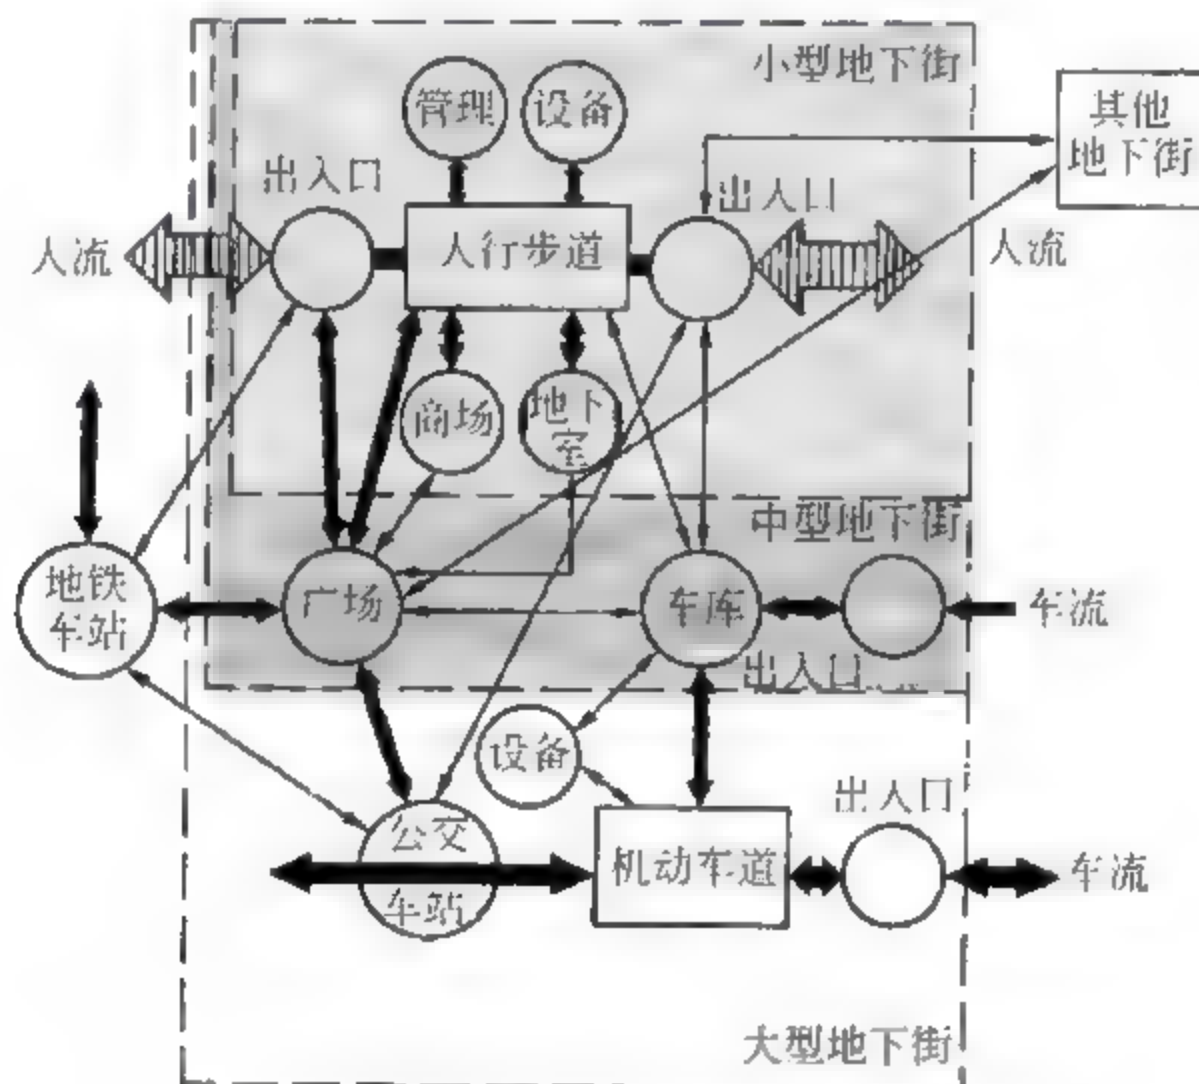 小型地下街
管理
设备
其他
地下街
出入口
出入口
人流
人行步道
人流
商场
地下
室
中型地下街
地铁
车站
广场
车库
车流
出入口
设备
出入口
公交
车站
机动车道
车流
大型地下街